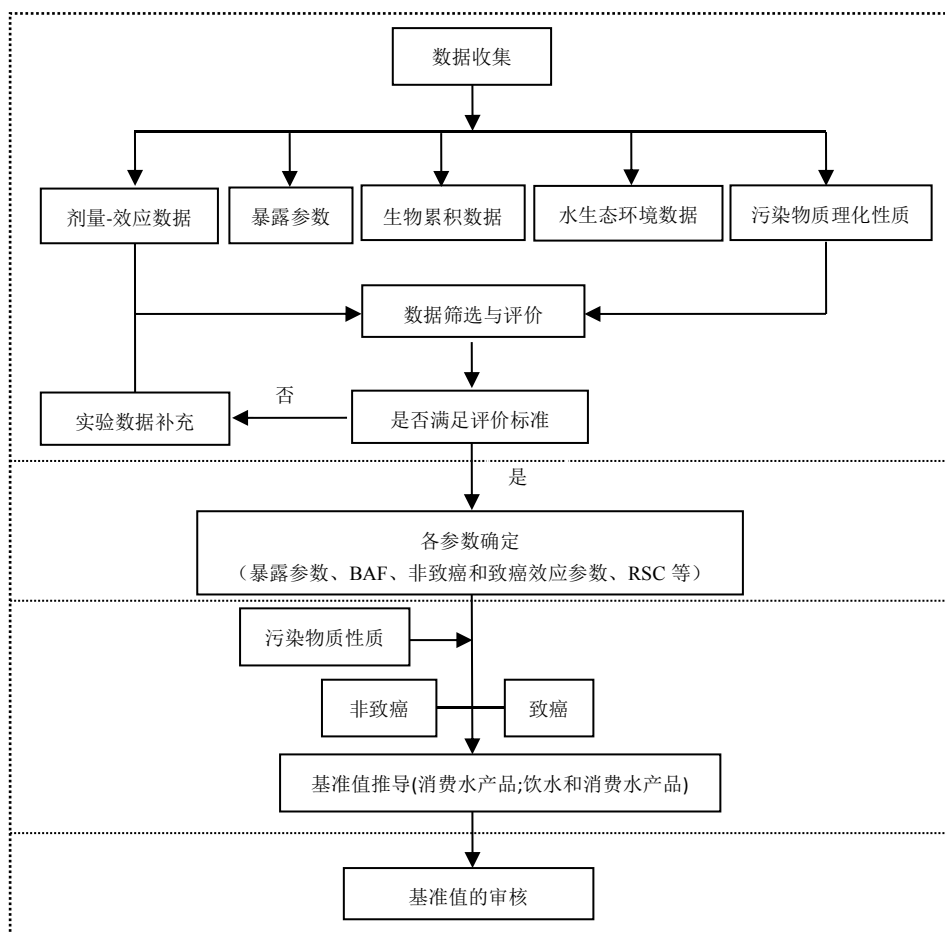 数据收集
剂量-效应数据
暴露参数
生物累积数据
水生态环境数据
污染物质理化性质
数据筛选与评价
否
实验数据补充
是否满足评价标准
是
各参数确定
（暴露参数、BAF、非致癌和致癌效应参数、RSC 等）
污染物质性质
非致癌
致癌
基准值推导(消费水产品;饮水和消费水产品)
基准值的审核